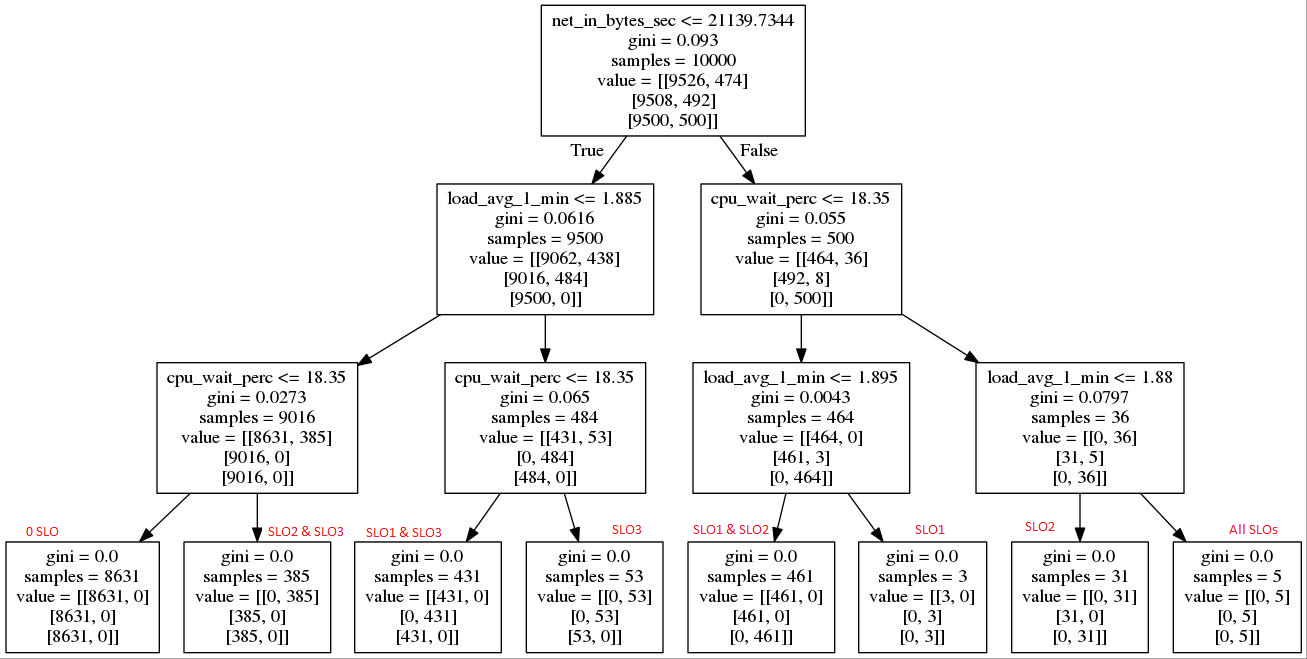 net_in_bytes_sec <= 21139.7344
gini = 0.093
samples = 10000
value = [[9526, 474]
[9508, 492]
[9500, 500]]
True
False
load_avg_1_min <= 1.885
gini = 0.0616
samples = 9500
value = [[9062, 438]
[9016, 484]
[9500, 0]]
cpu_wait_perc <= 18.35
gini = 0.055
samples = 500
value = [[464, 36]
[492, 8]
[0, 500]]
cpu_wait_perc <= 18.35
gini = 0.0273
samples = 9016
value = [[8631, 385]
[9016, 0]
[9016, 0]]
cpu_wait_perc <= 18.35
gini = 0.065
samples = 484
value = [[431, 53]
[0, 484]
[484, 0]]
load_avg_1_min <= 1.895
gini = 0.0043
samples = 464
value = [[464, 0]
[461, 3]
[0, 464]]
load_avg_1_min <= 1.88
gini = 0.0797
samples = 36
value = [[0, 36]
[31, 5]
[0, 36]]
0 SLO
gini = 0.0
samples = 8631
value = [[8631, 0]
[8631, 0]
[8631, 0]]
SLO2 & SLO3
gini = 0.0
samples = 385
value = [[0, 385]
[385, 0]
[385, 0]]
SLO1 & SLO3
gini = 0.0
samples = 431
value = [[431, 0]
[0, 431]
[431, 0]]
SLO3
gini = 0.0
samples = 53
value = [[0, 53]
[0, 53]
[53, 0]]
SLO1 & SLO2
gini = 0.0
samples = 461
value = [[461, 0]
[461, 0]
[0, 461]]
SLO1
gini = 0.0
samples = 3
value = [[3, 0]
[0, 3]
[0, 3]]
SLO2
gini = 0.0
samples = 31
value = [[0, 31]
[31, 0]
[0, 31]]
All SLOs
gini = 0.0
samples = 5
value = [[0, 5]
[0, 5]
[0, 5]]